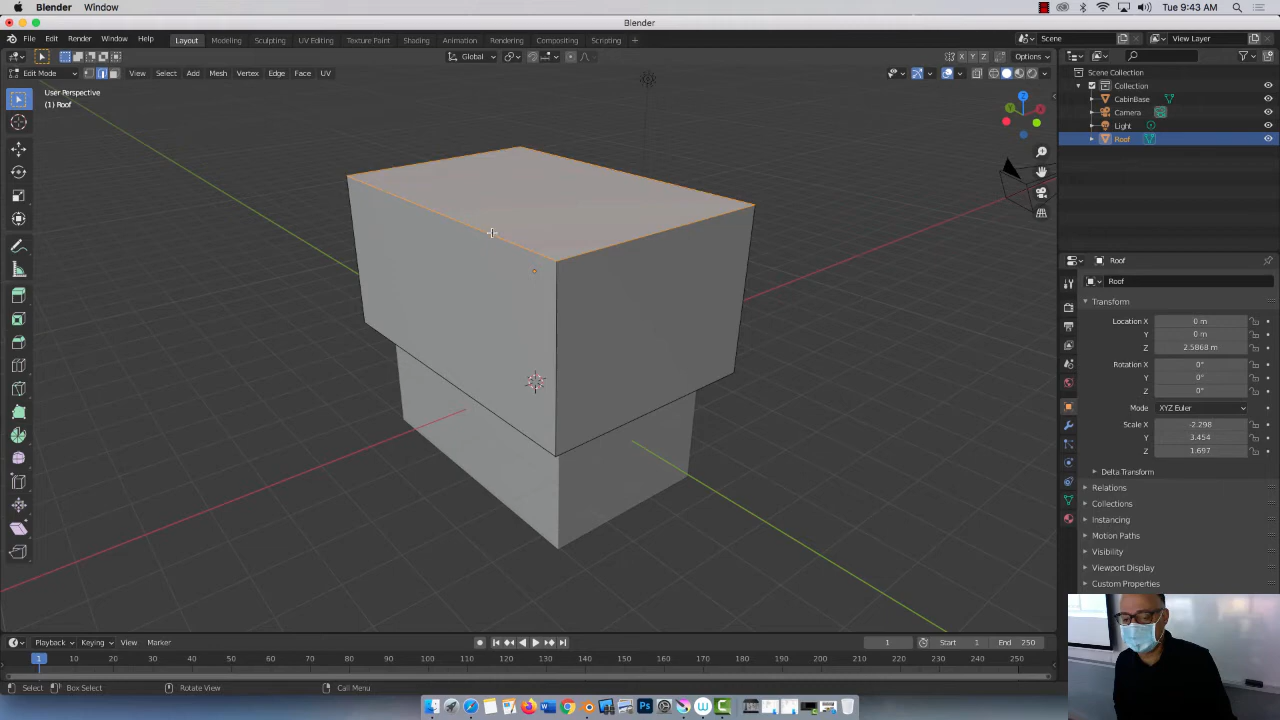 Blender Window
Tue 9:43 AM
Blender
File Edit Render Window Help
Layout Modeling Sculpting UV Editing Texture Paint Shading Animation Rendering Compositing Scripting +
Scene
View Layer
Global
X Y Z
Options
Edit Mode
View Select Add Mesh Vertex Edge Face UV
User Perspective
(1) Roof
Z
Y
X
Scene Collection
Collection
CabinBase
Camera
Light
Roof
Roof
Roof
Transform
Location X 0 m
Y 0 m
Z 2.5868 m
Rotation X 0°
Y 0°
Z 0°
Mode XYZ Euler
Scale X -2.298
Y 3.454
Z 1.697
Delta Transform
Relations
Collections
Instancing
Motion Paths
Visibility
Viewport Display
Custom Properties
Playback Keying View Marker
1 Start 1 End 250
1 10 20 30 40 50 60 70 80 90 100 110 120 130 140 150 160 170 180 190 200 210 220 230 240 250
Select Box Select Rotate View Call Menu